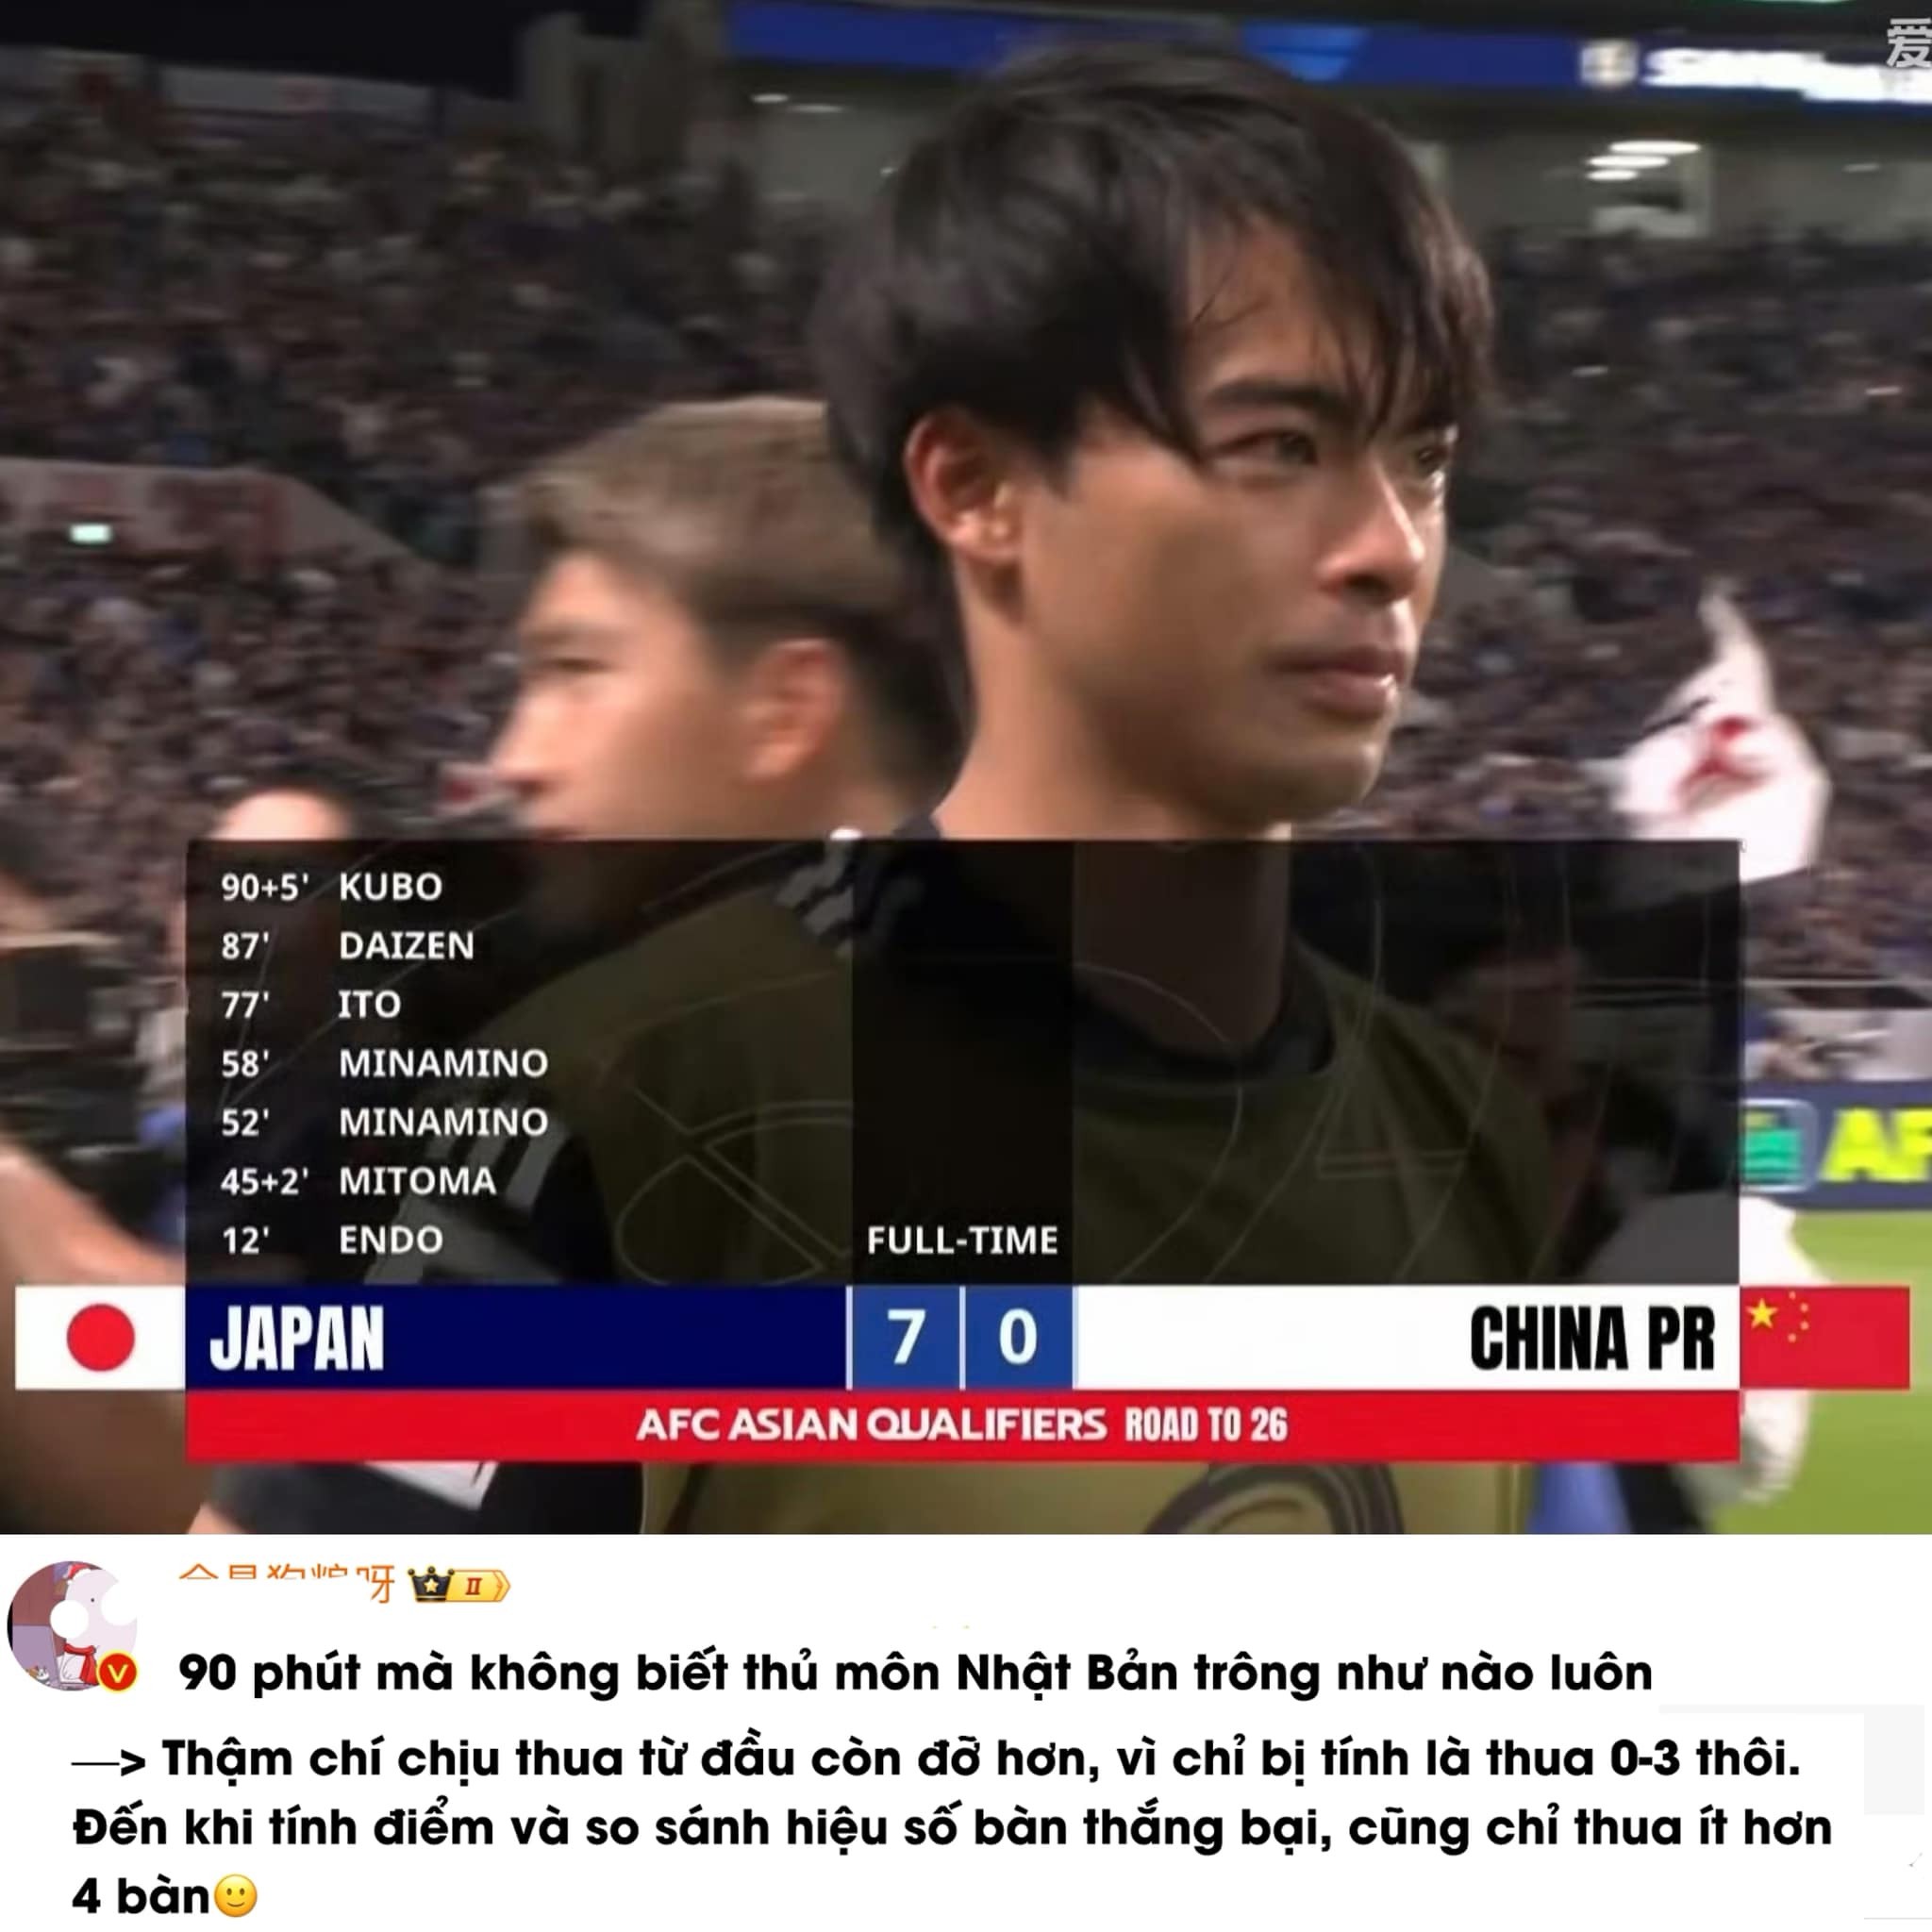 爱
90+5' KUBO
87' DAIZEN
77' ITO
58' MINAMINO
52' MINAMINO
45+2' MITOMA
12' ENDO
FULL-TIME
JAPAN 7 0 CHINA PR
AFC ASIAN QUALIFIERS ROAD TO 26
呀 II
V
90 phút mà không biết thủ môn Nhật Bản trông như nào luôn
—> Thậm chí chịu thua từ đầu còn đỡ hơn, vì chỉ bị tính là thua 0-3 thôi.
Đến khi tính điểm và so sánh hiệu số bàn thắng bại, cũng chỉ thua ít hơn
4 bàn🙂